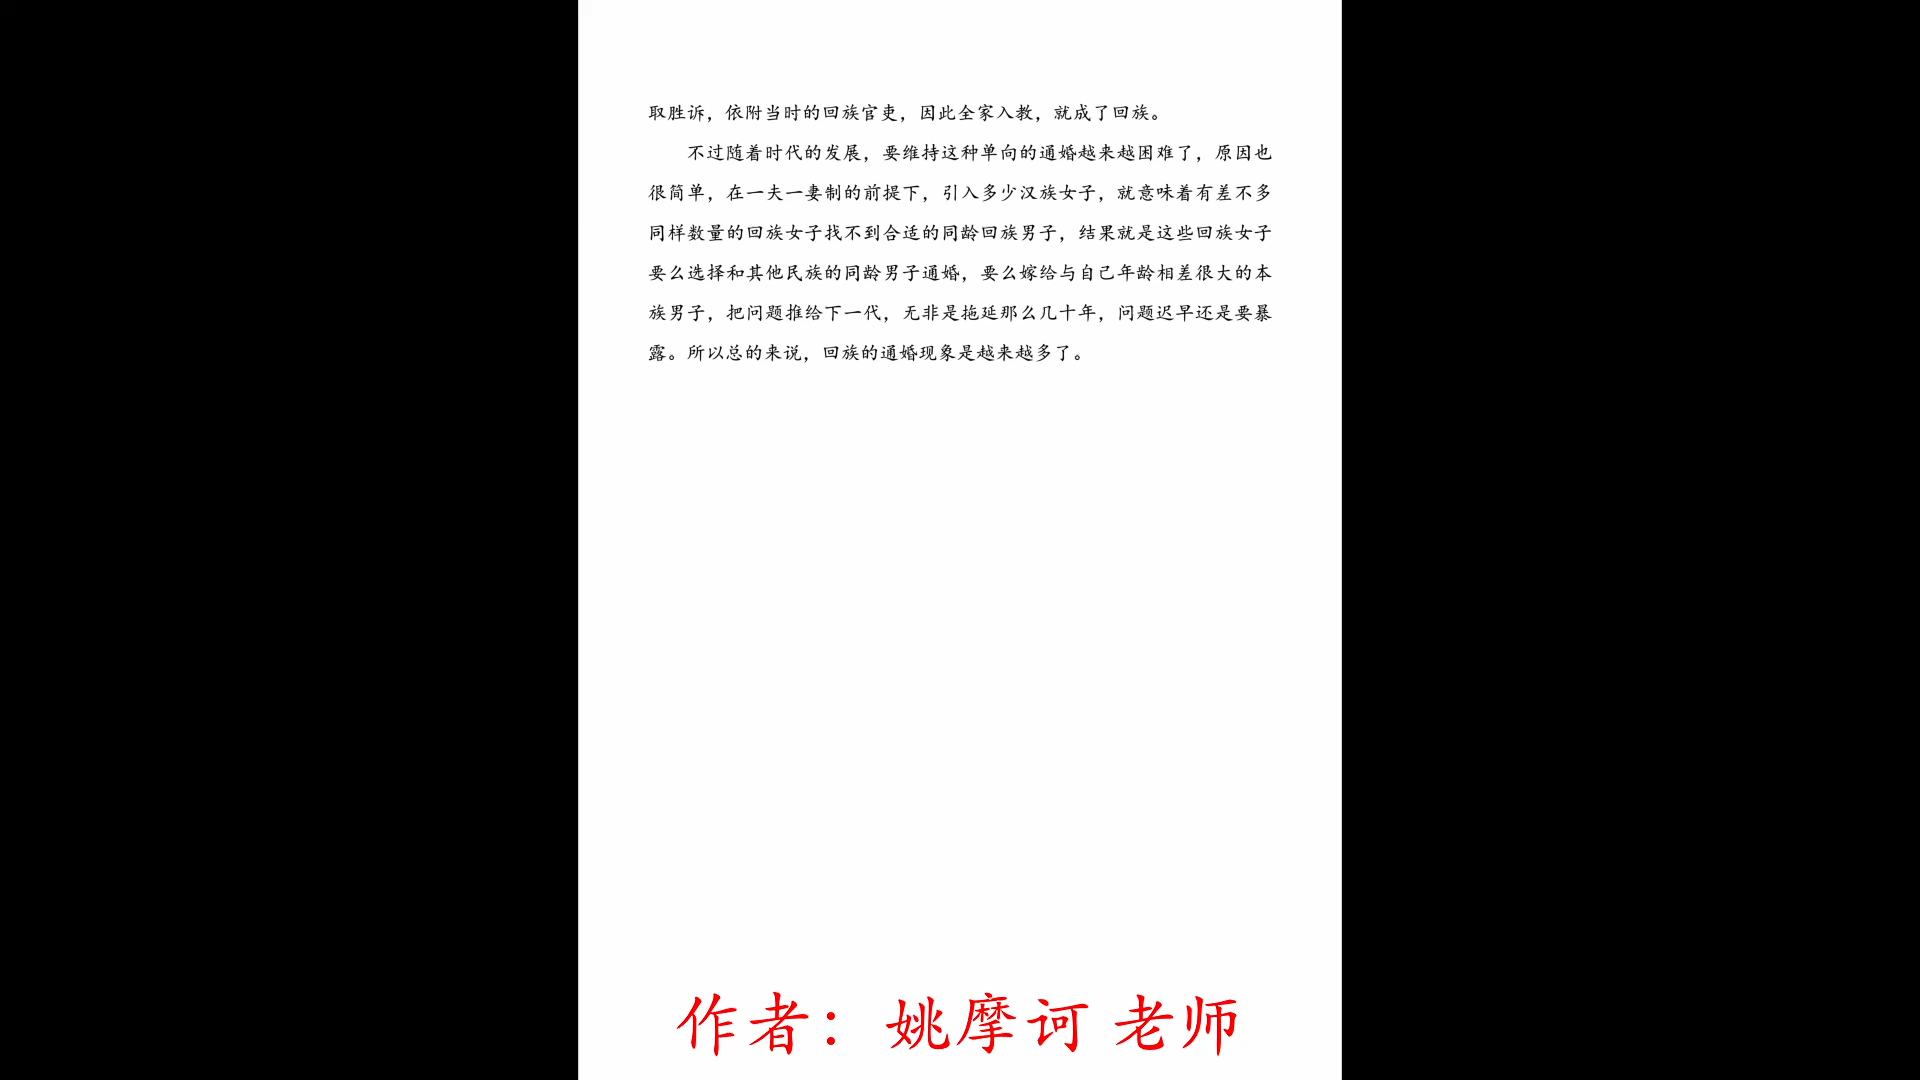 取胜诉，依附当时的回族官吏，因此全家入教，就成了回族。
不过随着时代的发展，要维持这种单向的通婚越来越困难了，原因也
很简单，在一夫一妻制的前提下，引入多少汉族女子，就意味着有差不多
同样数量的回族女子找不到合适的同龄回族男子，结果就是这些回族女子
要么选择和其他民族的同龄男子通婚，要么嫁给与自己年龄相差很大的本
族男子，把问题推给下一代，无非是拖延那么几十年，问题迟早还是要暴
露。所以总的来说，回族的通婚现象是越来越多了。
作者：姚摩诃 老师